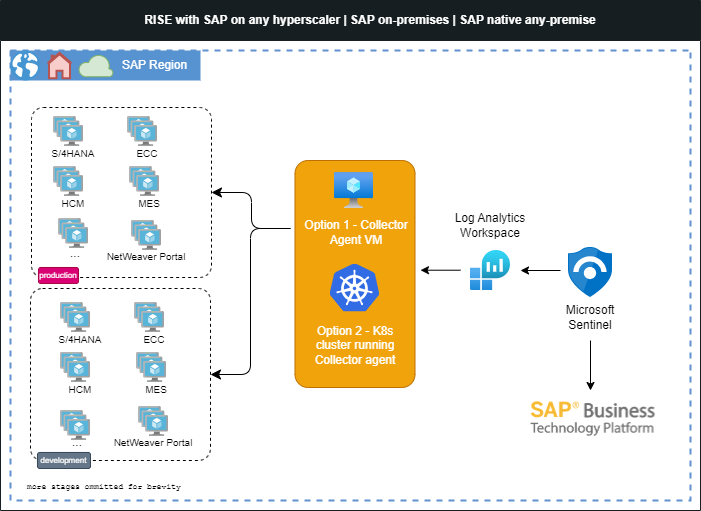 RISE with SAP on any hyperscaler | SAP on-premises | SAP native any-premise
SAP Region
S/4HANA
ECC
HCM
MES
...
NetWeaver Portal
production
S/4HANA
ECC
HCM
MES
...
NetWeaver Portal
development
more stages ommitted for brevity
Option 1 - Collector
Agent VM
Option 2 - K8s
cluster running
Collector agent
Log Analytics
Workspace
Microsoft
Sentinel
SAP® Business
Technology Platform